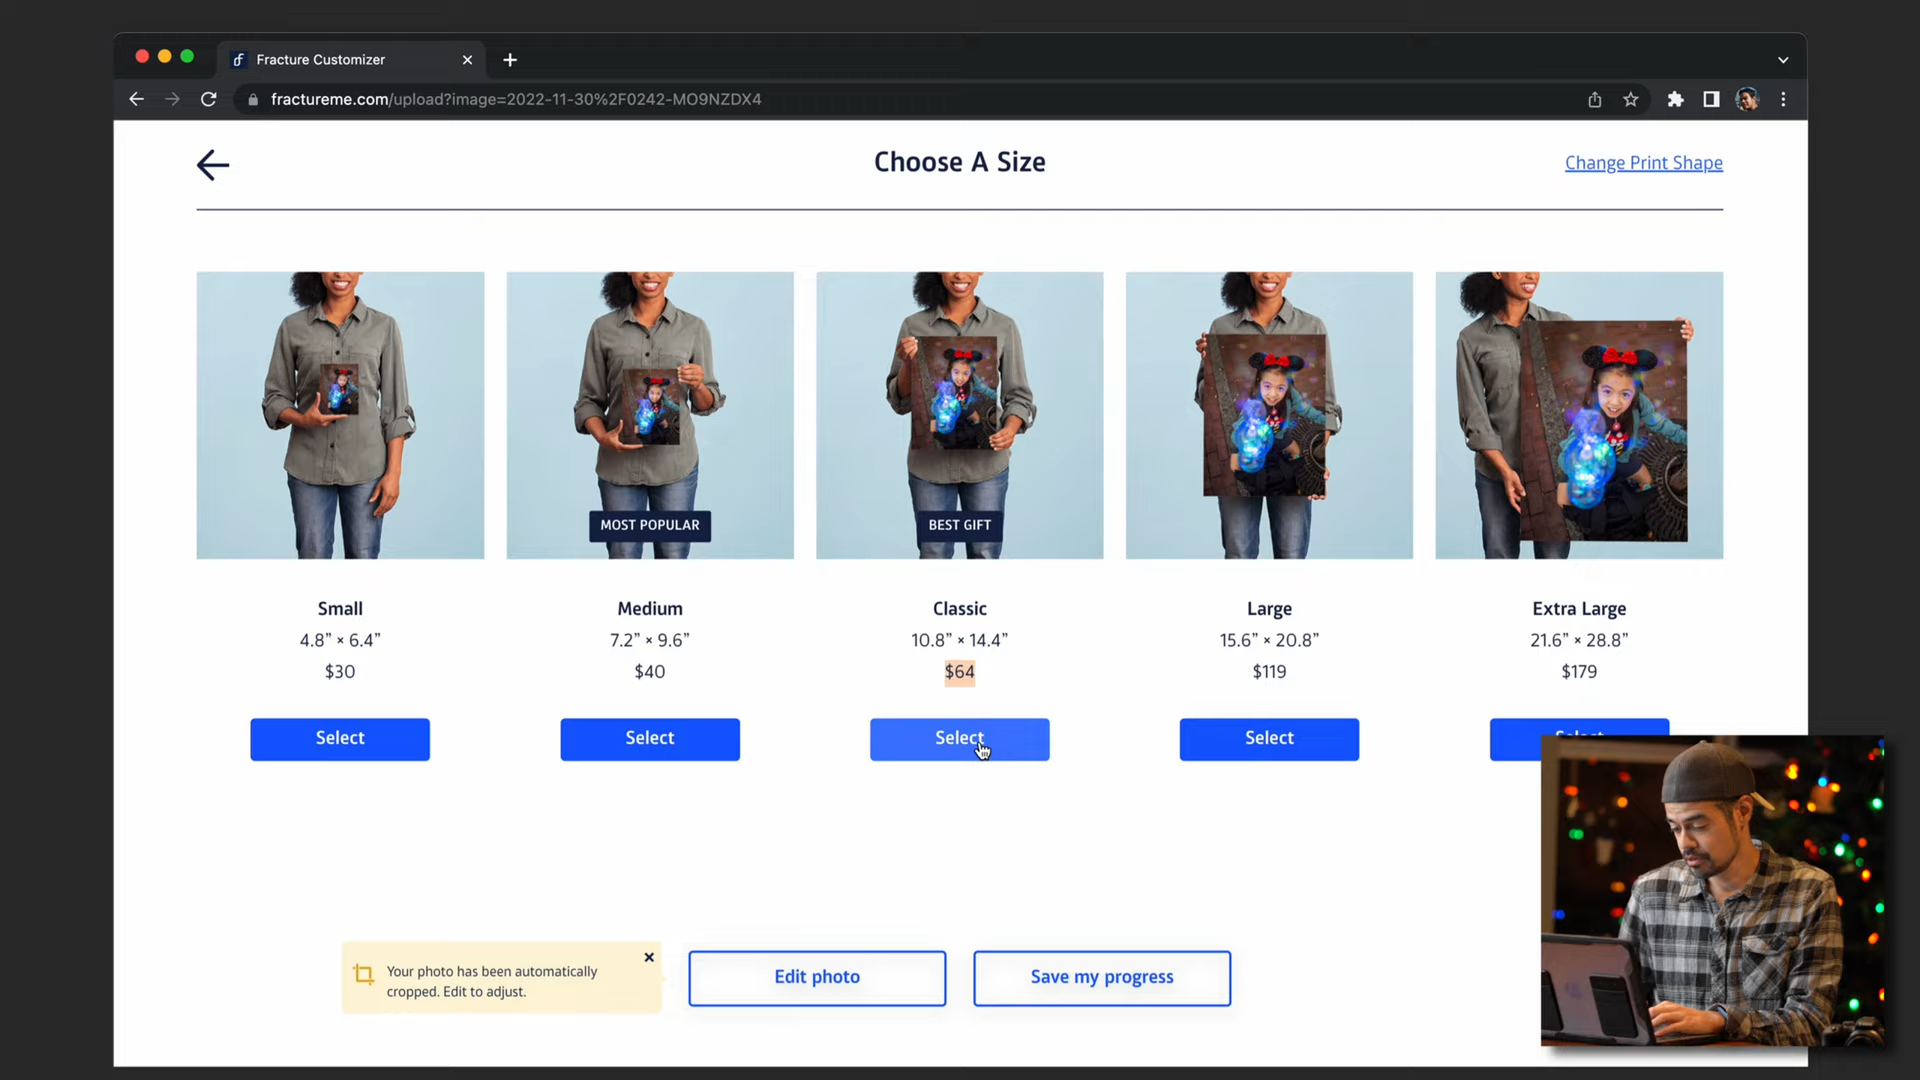 Fracture Customizer
fractureme.com/upload?image=2022-11-30%2F0242-MO9NZDX4
Choose A Size
Change Print Shape
MOST POPULAR
BEST GIFT
Small
4.8” × 6.4”
$30
Select
Medium
7.2” × 9.6”
$40
Select
Classic
10.8” × 14.4”
$64
Select
Large
15.6” × 20.8”
$119
Select
Extra Large
21.6” × 28.8”
$179
Your photo has been automatically
cropped. Edit to adjust.
Edit photo
Save my progress